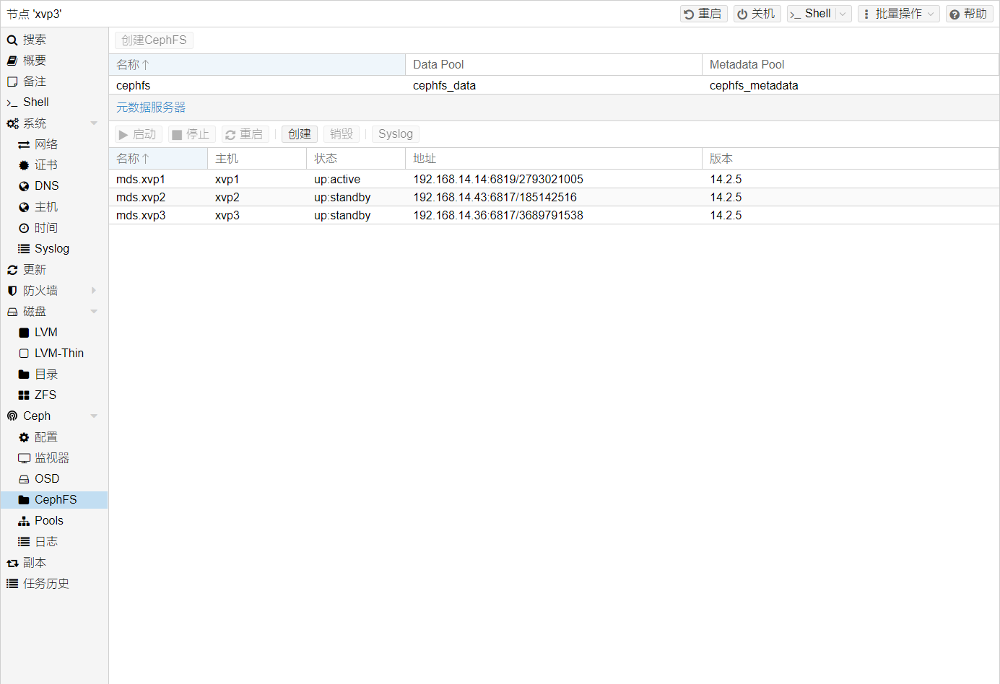 节点 'xvp3'
重启 关机 Shell 批量操作 帮助
搜索
概要
备注
Shell
系统
网络
证书
DNS
主机
时间
Syslog
更新
防火墙
磁盘
LVM
LVM-Thin
目录
ZFS
Ceph
配置
监视器
OSD
CephFS
Pools
日志
副本
任务历史
创建CephFS
名称↑ Data Pool Metadata Pool
cephfs cephfs_data cephfs_metadata
元数据服务器
启动 停止 重启 创建 销毁 Syslog
名称↑ 主机 状态 地址 版本
mds.xvp1 xvp1 up:active 192.168.14.14:6819/2793021005 14.2.5
mds.xvp2 xvp2 up:standby 192.168.14.43:6817/185142516 14.2.5
mds.xvp3 xvp3 up:standby 192.168.14.36:6817/3689791538 14.2.5